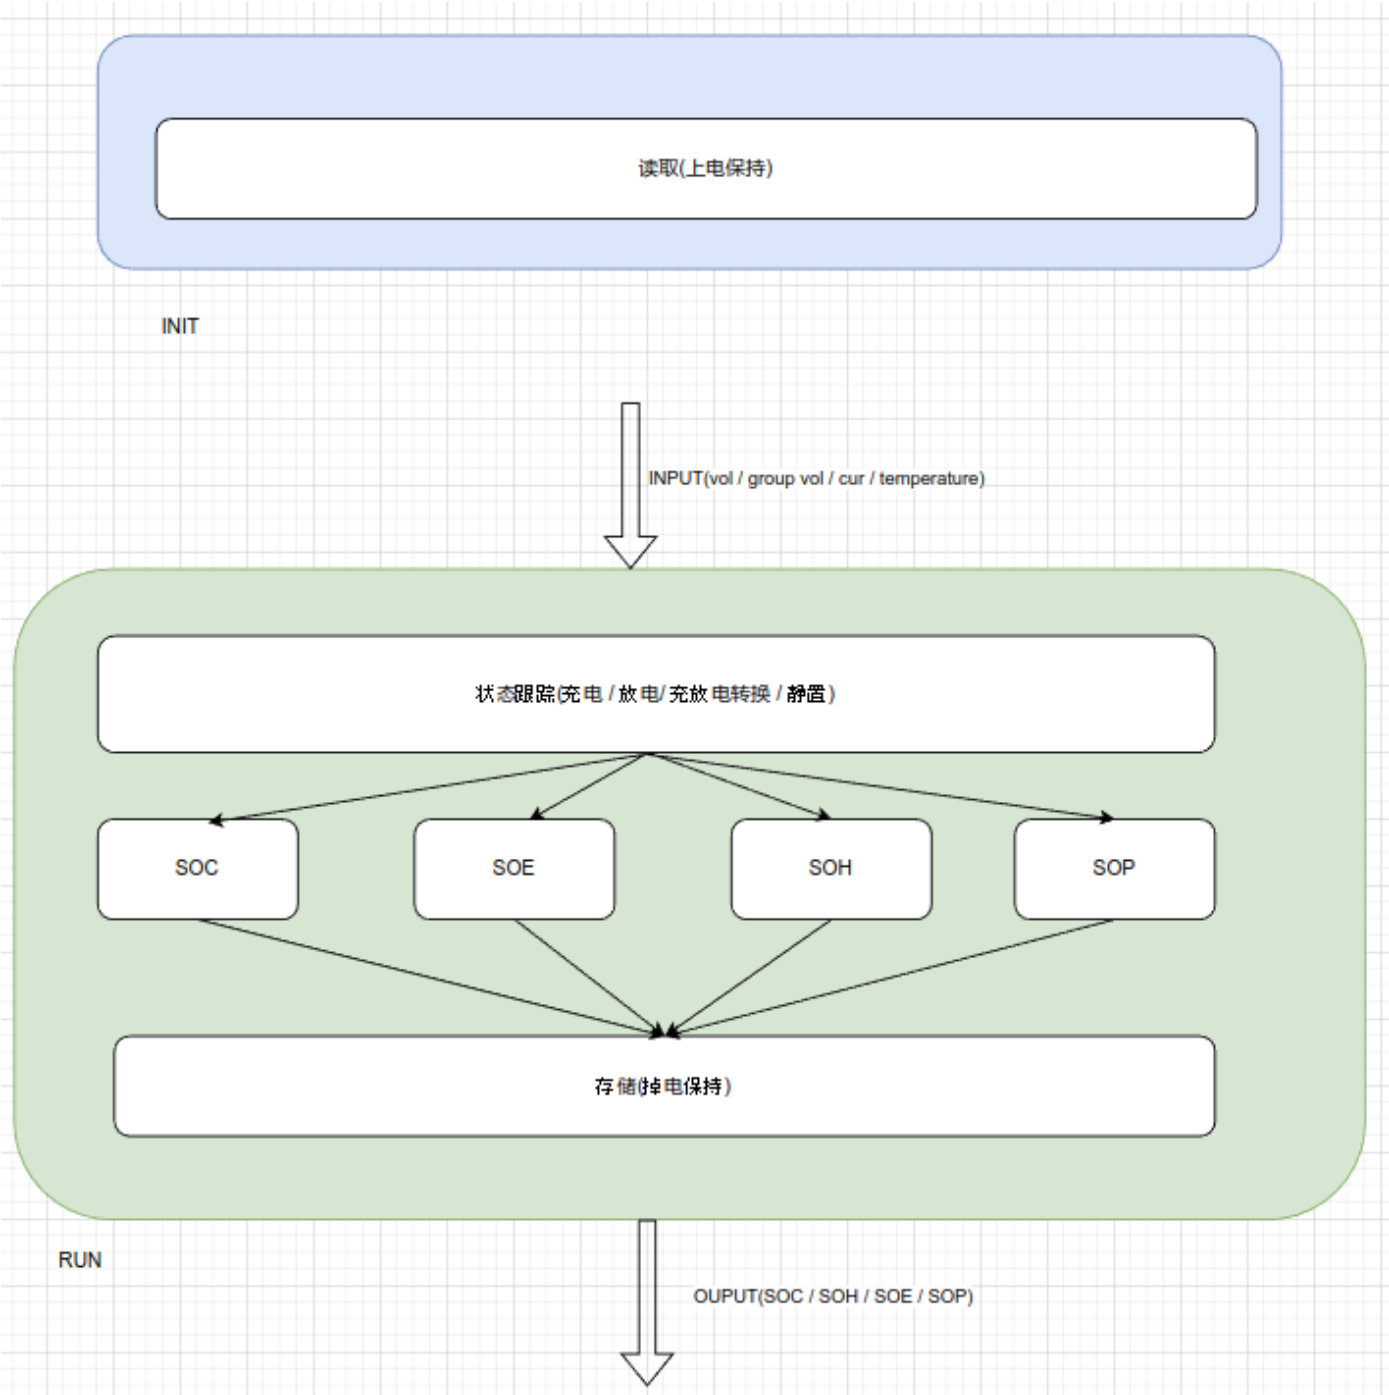 读取(上电保持)
INIT
INPUT(vol / group vol / cur / temperature)
状态跟踪(充电 / 放电/ 充放电转换 / 静置)
SOC
SOE
SOH
SOP
存储(掉电保持)
RUN
OUPUT(SOC / SOH / SOE / SOP)